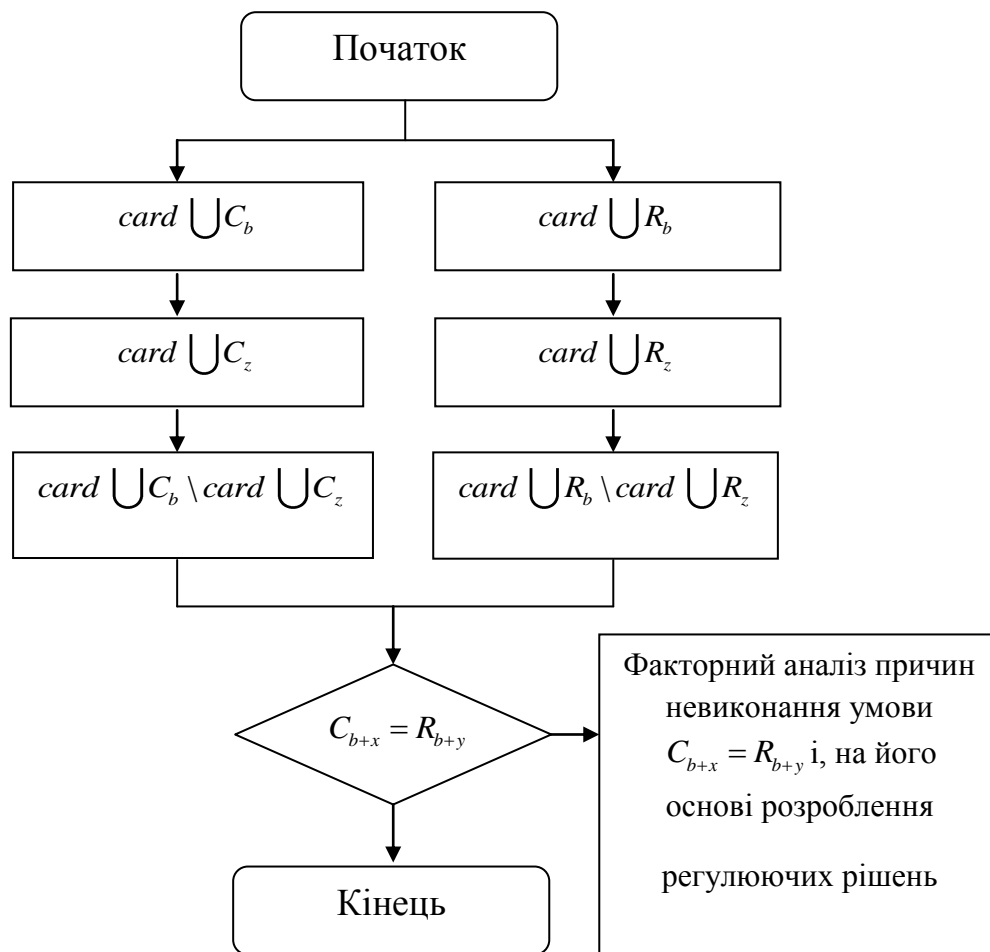 Початок
card ⋃ C_b
card ⋃ R_b
card ⋃ C_z
card ⋃ R_z
card ⋃ C_b \ card ⋃ C_z
card ⋃ R_b \ card ⋃ R_z
C_{b+x} = R_{b+y}
Факторний аналіз причин
невиконання умови
C_{b+x} = R_{b+y} і, на його
основі розроблення
регулюючих рішень
Кінець